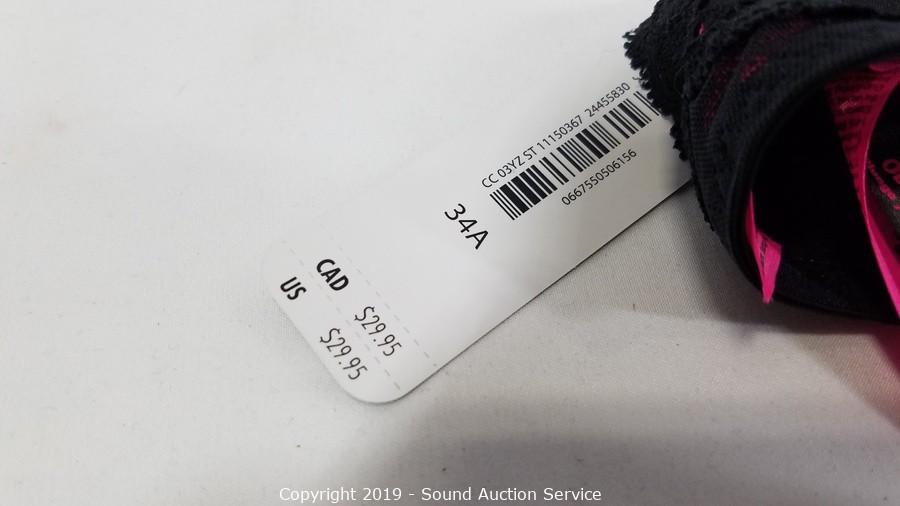 CC 03YZ ST 11150367 24455830
0667550506156
34A
CAD $29.95
US $29.95
Copyright 2019 - Sound Auction Service